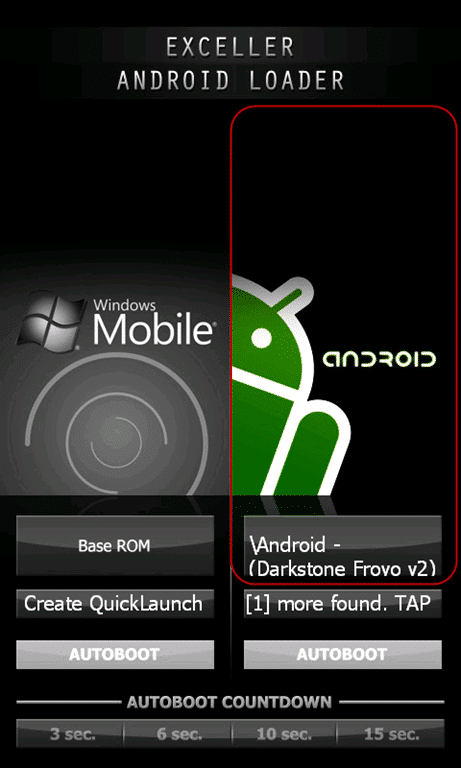 EXCELLER
ANDROID LOADER
Windows
Mobile®
ANDROID
Base ROM
\Android -
(Darkstone Frovo v2)
Create QuickLaunch
[1] more found. TAP
AUTOBOOT
AUTOBOOT
AUTOBOOT COUNTDOWN
3 sec.
6 sec.
10 sec.
15 sec.